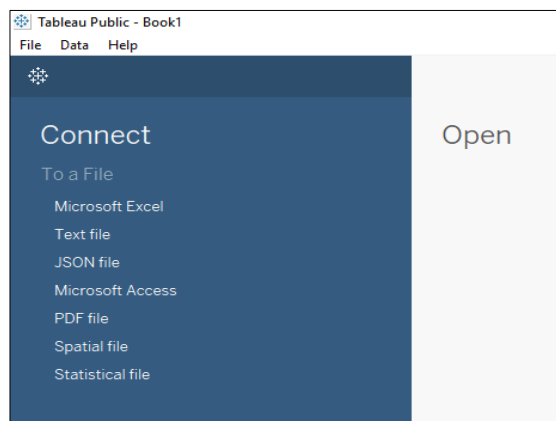 Tableau Public - Book1
File Data Help
Connect
Open
To a File
Microsoft Excel
Text file
JSON file
Microsoft Access
PDF file
Spatial file
Statistical file